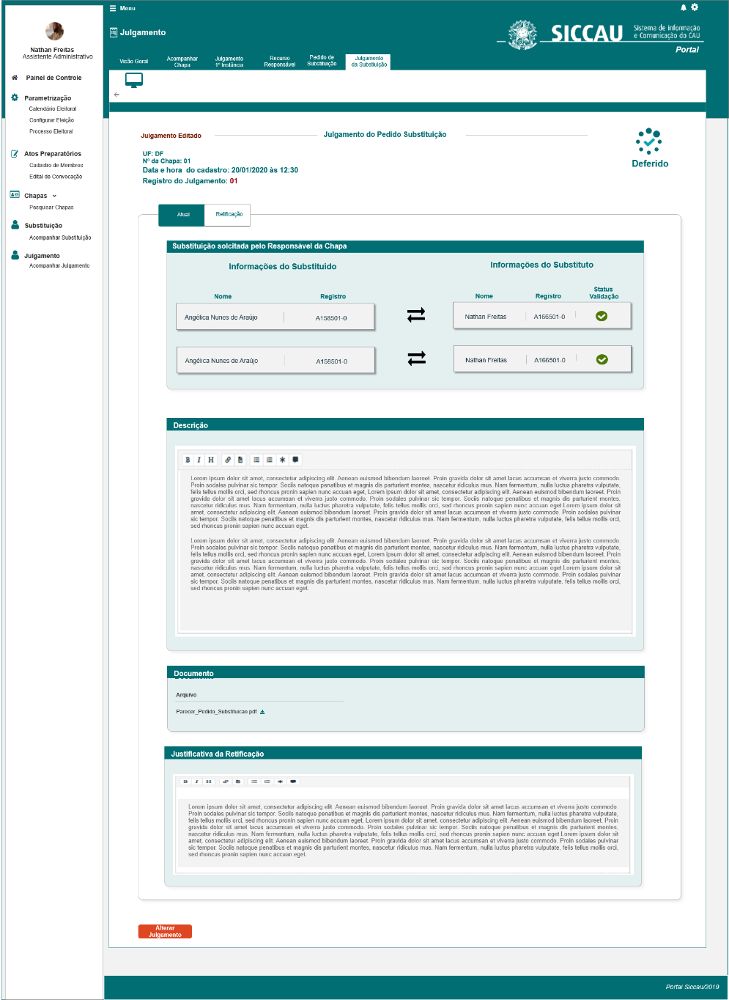 Menu
Julgamento
SICCAU
Sistema de informação
e Comunicação do CAU
Portal
Visão Geral
Acompanhar
Chapa
Julgamento
1° Instância
Recurso
Responsável
Pedido de
Substituição
Julgamento
da Substuição
Nathan Freitas
Assistente Administrativo
Painel de Controle
Parametrização
Calendário Eleitoral
Configurar Eleição
Processo Eleitoral
Atos Preparatórios
Cadastro de Membros
Edital de Convocação
Chapas
Pesquisar Chapas
Substituição
Acompanhar Substituição
Julgamento
Acompanhar Julgamento
Julgamento Editado
Julgamento do Pedido Substituição
Deferido
UF: DF
Nº da Chapa: 01
Data e hora do cadastro: 20/01/2020 às 12:30
Registro do Julgamento: 01
Atual
Retificação
Substituição solcitada pelo Responsável da Chapa
Informações do Substituido
Informações do Substituto
Nome
Registro
Nome
Registro
Status
Validação
Angélica Nunes de Araújo
A158501-0
Nathan Freitas
A166501-0
Angélica Nunes de Araújo
A158501-0
Nathan Freitas
A166501-0
Descrição
B I H
Lorem ipsum dolor sit amet, consectetur adipiscing elit. Aenean euismod bibendum laoreet. Proin gravida dolor sit amet lacus accumsan et viverra justo commodo.
Proin sodales pulvinar sic tempor. Sociis natoque penatibus et magnis dis parturient montes, nascetur ridiculus mus. Nam fermentum, nulla luctus pharetra vulputate,
felis tellus mollis orci, sed rhoncus pronin sapien nunc accuan eget, Lorem ipsum dolor sit amet, consectetur adipiscing elit. Aenean euismod bibendum laoreet. Proin
gravida dolor sit amet lacus accumsan et viverra justo commodo. Proin sodales pulvinar sic tempor. Sociis natoque penatibus et magnis dis parturient montes,
nascetur ridiculus mus. Nam fermentum, nulla luctus pharetra vulputate, felis tellus mollis orci, sed rhoncus pronin sapien nunc accuan eget.Lorem ipsum dolor sit
amet, consectetur adipiscing elit. Aenean euismod bibendum laoreet. Proin gravida dolor sit amet lacus accumsan et viverra justo commodo. Proin sodales pulvinar
sic tempor. Sociis natoque penatibus et magnis dis parturient montes, nascetur ridiculus mus. Nam fermentum, nulla luctus pharetra vulputate, felis tellus mollis orci,
sed rhoncus pronin sapien nunc accuan eget.
Lorem ipsum dolor sit amet, consectetur adipiscing elit. Aenean euismod bibendum laoreet. Proin gravida dolor sit amet lacus accumsan et viverra justo commodo.
Proin sodales pulvinar sic tempor. Sociis natoque penatibus et magnis dis parturient montes, nascetur ridiculus mus. Nam fermentum, nulla luctus pharetra vulputate,
felis tellus mollis orci, sed rhoncus pronin sapien nunc accuan eget, Lorem ipsum dolor sit amet, consectetur adipiscing elit. Aenean euismod bibendum laoreet. Proin
gravida dolor sit amet lacus accumsan et viverra justo commodo. Proin sodales pulvinar sic tempor. Sociis natoque penatibus et magnis dis parturient montes,
nascetur ridiculus mus. Nam fermentum, nulla luctus pharetra vulputate, felis tellus mollis orci, sed rhoncus pronin sapien nunc accuan eget.Lorem ipsum dolor sit
amet, consectetur adipiscing elit. Aenean euismod bibendum laoreet. Proin gravida dolor sit amet lacus accumsan et viverra justo commodo. Proin sodales pulvinar
sic tempor. Sociis natoque penatibus et magnis dis parturient montes, nascetur ridiculus mus. Nam fermentum, nulla luctus pharetra vulputate, felis tellus mollis orci,
sed rhoncus pronin sapien nunc accuan eget.
Documento
Arquivo
Parecer_Pedido_Substituicao.pdf
Justificativa da Retificação
B I H
Lorem ipsum dolor sit amet, consectetur adipiscing elit. Aenean euismod bibendum laoreet. Proin gravida dolor sit amet lacus accumsan et viverra justo commodo.
Proin sodales pulvinar sic tempor. Sociis natoque penatibus et magnis dis parturient montes, nascetur ridiculus mus. Nam fermentum, nulla luctus pharetra vulputate,
felis tellus mollis orci, sed rhoncus pronin sapien nunc accuan eget, Lorem ipsum dolor sit amet, consectetur adipiscing elit. Aenean euismod bibendum laoreet. Proin
gravida dolor sit amet lacus accumsan et viverra justo commodo. Proin sodales pulvinar sic tempor. Sociis natoque penatibus et magnis dis parturient montes,
nascetur ridiculus mus. Nam fermentum, nulla luctus pharetra vulputate, felis tellus mollis orci, sed rhoncus pronin sapien nunc accuan eget.Lorem ipsum dolor sit
amet, consectetur adipiscing elit. Aenean euismod bibendum laoreet. Proin gravida dolor sit amet lacus accumsan et viverra justo commodo. Proin sodales pulvinar
sic tempor. Sociis natoque penatibus et magnis dis parturient montes, nascetur ridiculus mus. Nam fermentum, nulla luctus pharetra vulputate, felis tellus mollis orci,
sed rhoncus pronin sapien nunc accuan eget.
Alterar
Julgamento
Portal Siccau/2019